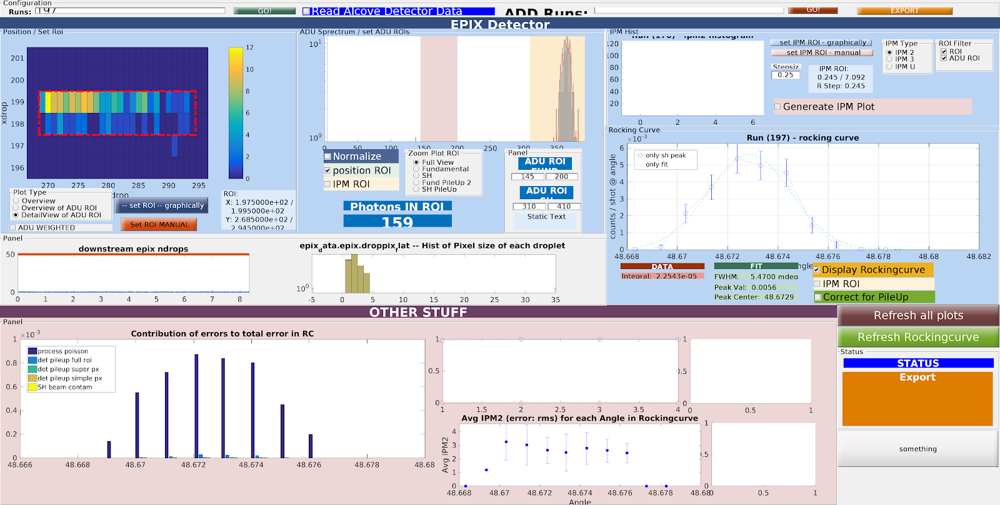 Configuration
Runs: 197 GO! Read Alcove Detector Data ADD Runs: GO! EXPORT
EPIX Detector
Position / Set Roi
201
200
199
198
197
196
xdrop
270 275 280 285 290 295
drop
12
10
8
6
4
2
0
Plot Type
Overview
Overview of ADU ROI
DetailView of ADU ROI
ADU WEIGHTED
-- set ROI -- graphically
Set ROI MANUAL
ROI:
X: 1.975000e+02 /
1.995000e+02
Y: 2.685000e+02 /
2.945000e+02
ADU Spectrum / set ADU ROIs
10^1
10^0
0 50 100 150 200 250 300 350
Normalize
position ROI
IPM ROI
Zoom Plot ROI
Full View
Fundamental
SH
Fund PileUp 2
SH PileUp
Photons IN ROI
159
Panel
ADU ROI
FUND
145 200
ADU ROI
SH
310 410
Static Text
IPM Hist
Run (176) - ipm2 histogram
120
100
80
60
40
20
0 2 4 6
set IPM ROI - graphically
set IPM ROI - manual
Stepsiz
0.25
IPM ROI:
0.245 / 7.092
R Step: 0.245
IPM Type
IPM 2
IPM 3
IPM U
ROI Filter
ROI
ADU ROI
Genereate IPM Plot
Rocking Curve
Run (197) - rocking curve
×10^-3
only sh peak
only fit
counts / shot @ angle
6
5
4
3
2
1
0
48.668 48.67 48.672 48.674 48.676 48.678 48.68 48.682
ngle
DATA
Integral: 2.2543e-05
FIT
FWHM: 5.4700 mdeg
Peak Val: 0.0056
Peak Center: 48.6729
Display Rockingcurve
IPM ROI
Correct for PileUp
Panel
downstream epix ndrops
50
0
0 1 2 3 4 5 6 7 8
epix_data.epix.droppix_flat -- Hist of Pixel size of each droplet
10^0
-5 0 5 10 15 20 25 30 35
OTHER STUFF
Panel
Contribution of errors to total error in RC
×10^-3
process poisson
det pileup full roi
det pileup super px
det pileup simple px
SH beam contam
1
0.8
0.6
0.4
0.2
0
48.666 48.668 48.67 48.672 48.674 48.676 48.678 48.68
1
0.5
0
1 1.5 2 2.5 3 3.5 4
1
0.5
0
0 0.5 1
Avg IPM2 (error: rms) for each Angle in Rockingcurve
Avg IPM2
4
3
2
1
0
48.668 48.67 48.672 48.674 48.676 48.678 48.68
Angle
1
0.5
0
0 0.5 1
Refresh all plots
Refresh Rockingcurve
Status
STATUS
Export
something